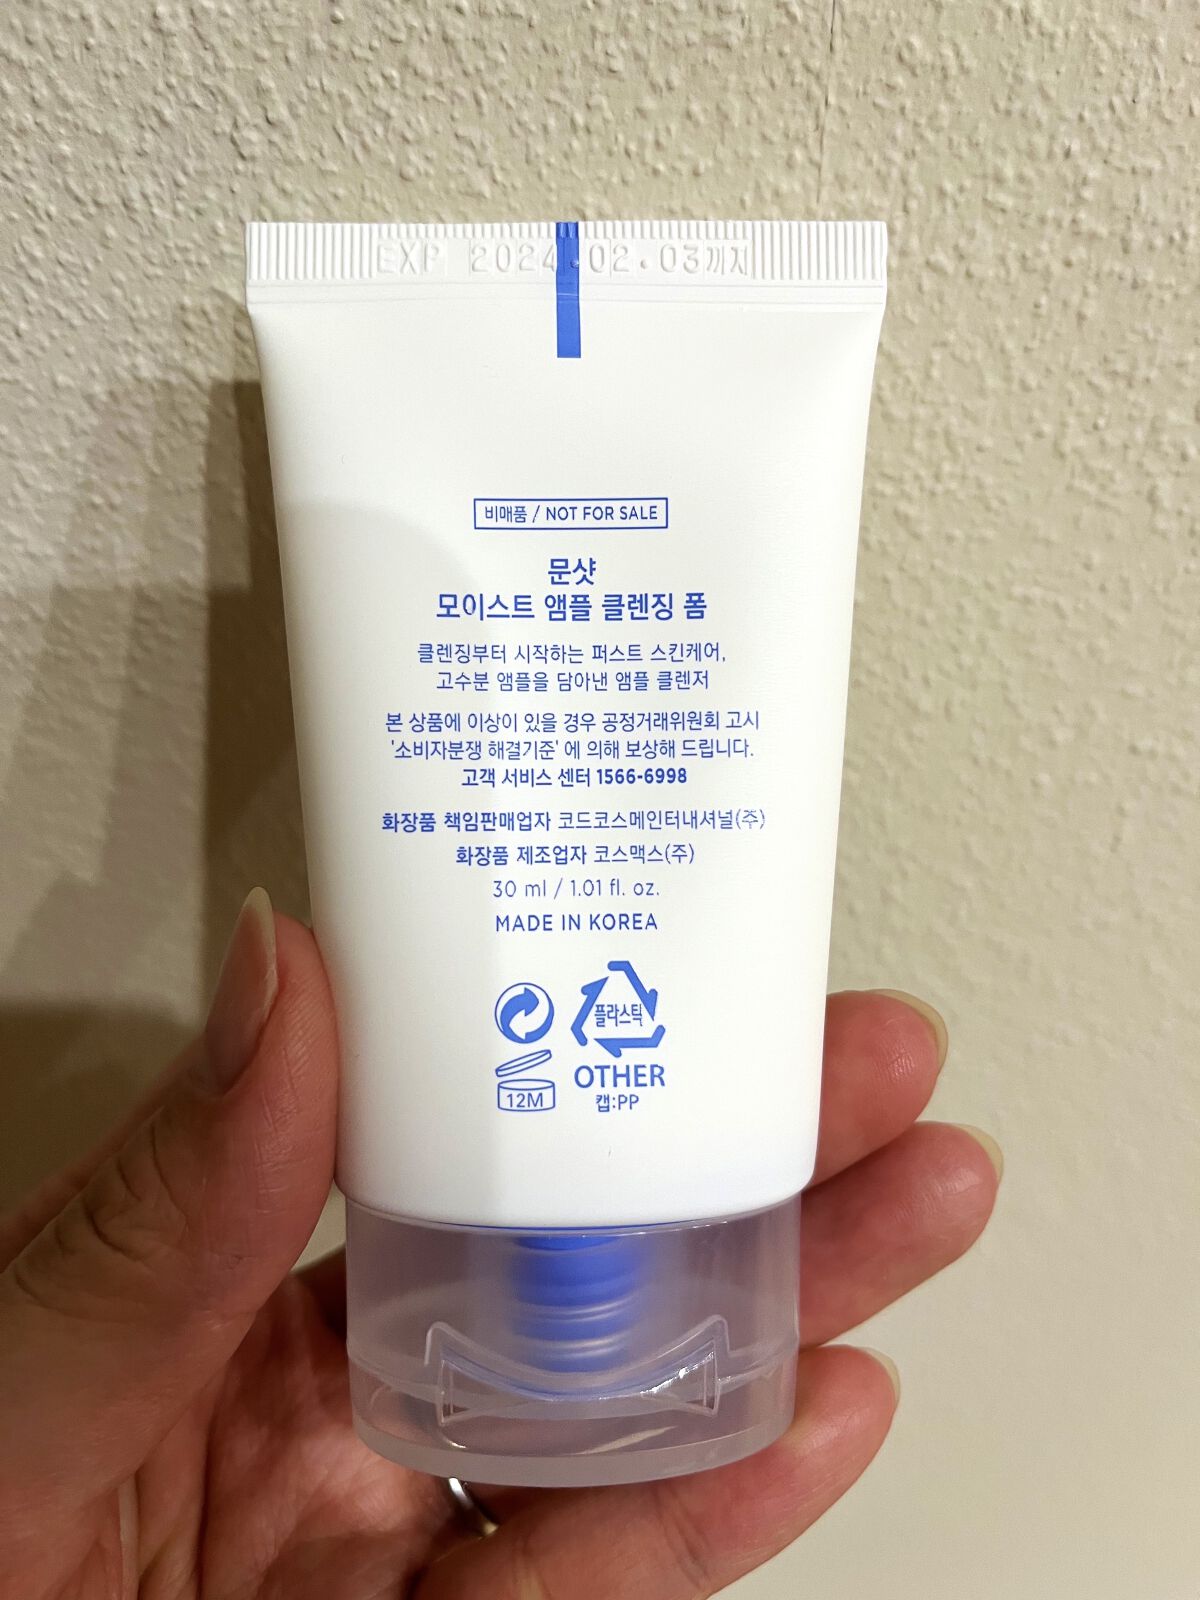 EXP 2024.02.03까지
비매품 / NOT FOR SALE
문샷
모이스트 앰플 클렌징 폼
클렌징부터 시작하는 퍼스트 스킨케어,
고수분 앰플을 담아낸 앰플 클렌저
본 상품에 이상이 있을 경우 공정거래위원회 고시
'소비자분쟁 해결기준' 에 의해 보상해 드립니다.
고객 서비스 센터 1566-6998
화장품 책임판매업자 코드코스메인터내셔널(주)
화장품 제조업자 코스맥스(주)
30 ml / 1.01 fl. oz.
MADE IN KOREA
플라스틱
OTHER
캡:PP
12M